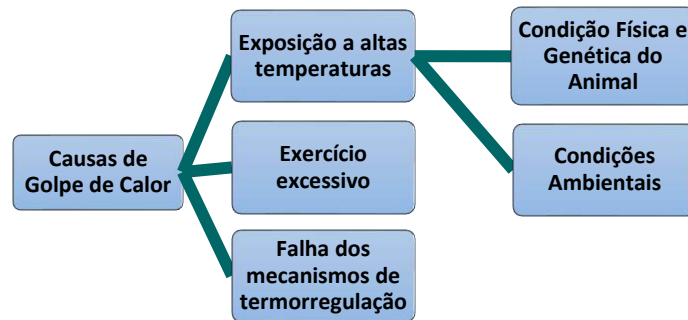 Causas de
Golpe de Calor
Exposição a altas
temperaturas
Exercício
excessivo
Falha dos
mecanismos de
termorregulação
Condição Física e
Genética do
Animal
Condições
Ambientais